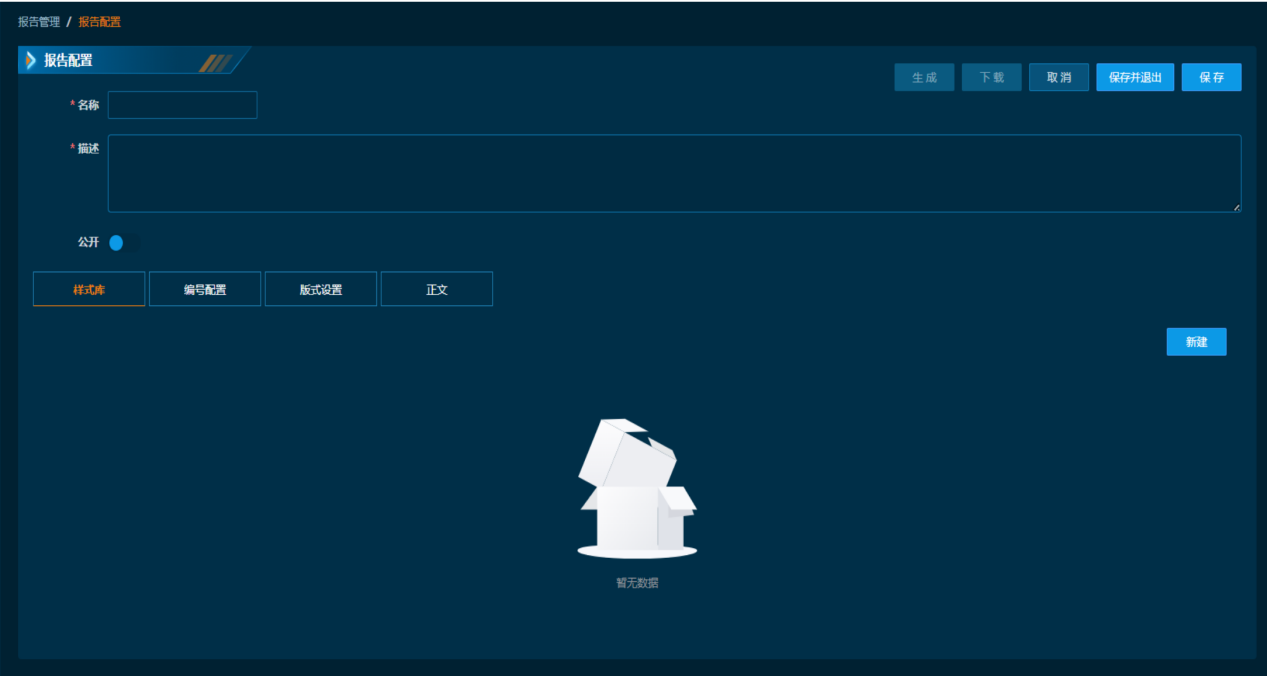 报告管理 / 报告配置
报告配置
生成 下载 取消 保存并退出 保存
* 名称
* 描述
公开
样式库 编号配置 版式设置 正文
新建
暂无数据